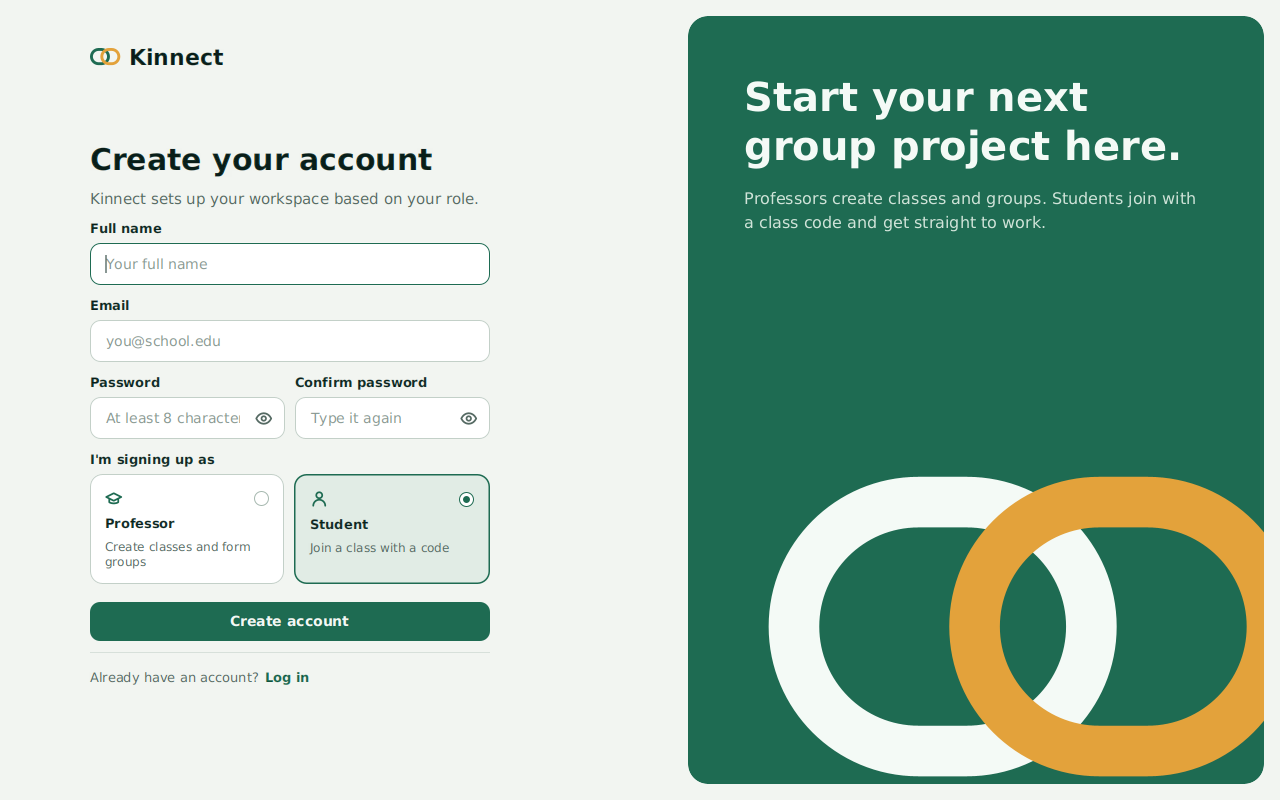 Kinnect
Create your account
Kinnect sets up your workspace based on your role.
Full name
Your full name
Email
you@school.edu
Password
Confirm password
At least 8 character
Type it again
I'm signing up as
Professor
Create classes and form
groups
Student
Join a class with a code
Create account
Already have an account? Log in
Start your next
group project here.
Professors create classes and groups. Students join with
a class code and get straight to work.